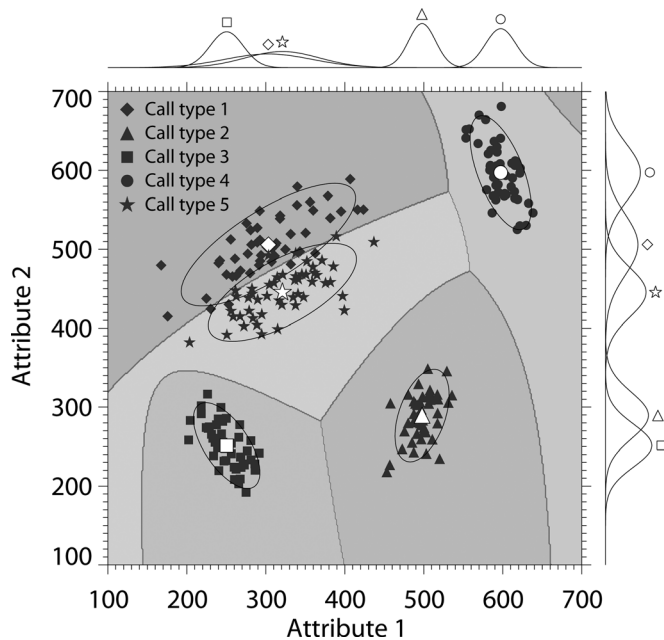 700
600
500
400
300
200
100
Attribute 2
Call type 1
Call type 2
Call type 3
Call type 4
Call type 5
100 200 300 400 500 600 700
Attribute 1